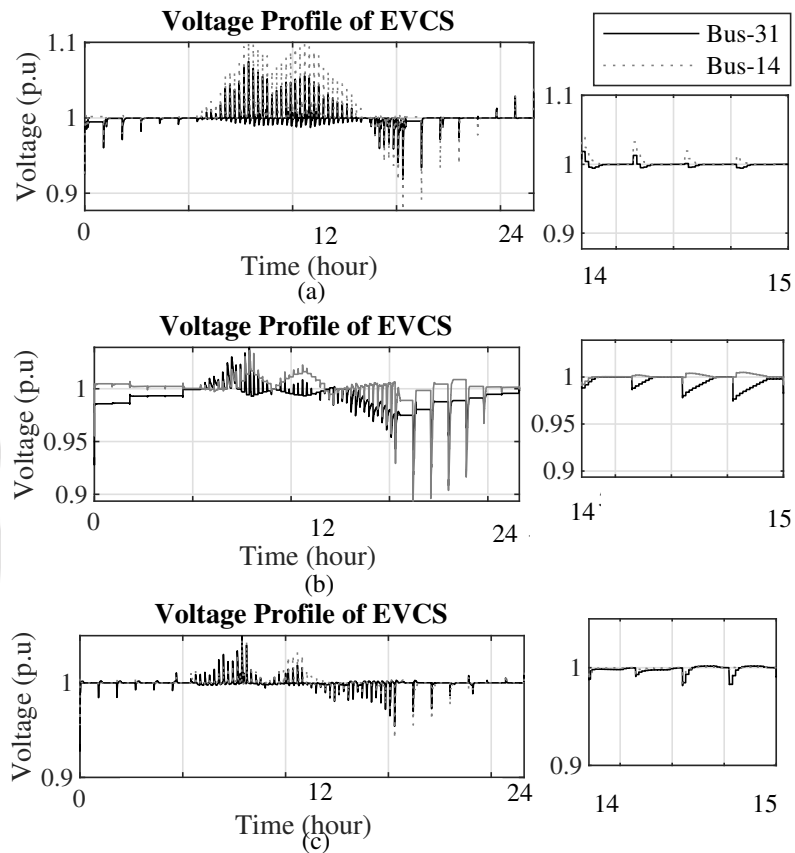 Voltage Profile of EVCS
Voltage (p.u)
1.1
1
0.9
0
12
24
Time (hour)
(a)
Bus-31
Bus-14
1.1
1
0.9
14
15
Voltage Profile of EVCS
Voltage (p.u)
1
0.95
0.9
0
12
24
Time (hour)
(b)
1
0.95
0.9
14
15
Voltage Profile of EVCS
Voltage (p.u)
1
0.9
0
12
24
Time (hour)
(c)
1
0.9
14
15